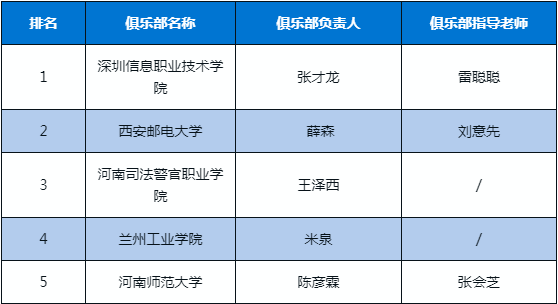 排名 俱乐部名称 俱乐部负责人 俱乐部指导老师
1 深圳信息职业技术学院 张才龙 雷聪聪
2 西安邮电大学 薛森 刘意先
3 河南司法警官职业学院 王泽西 /
4 兰州工业学院 米泉 /
5 河南师范大学 陈彦霖 张会芝